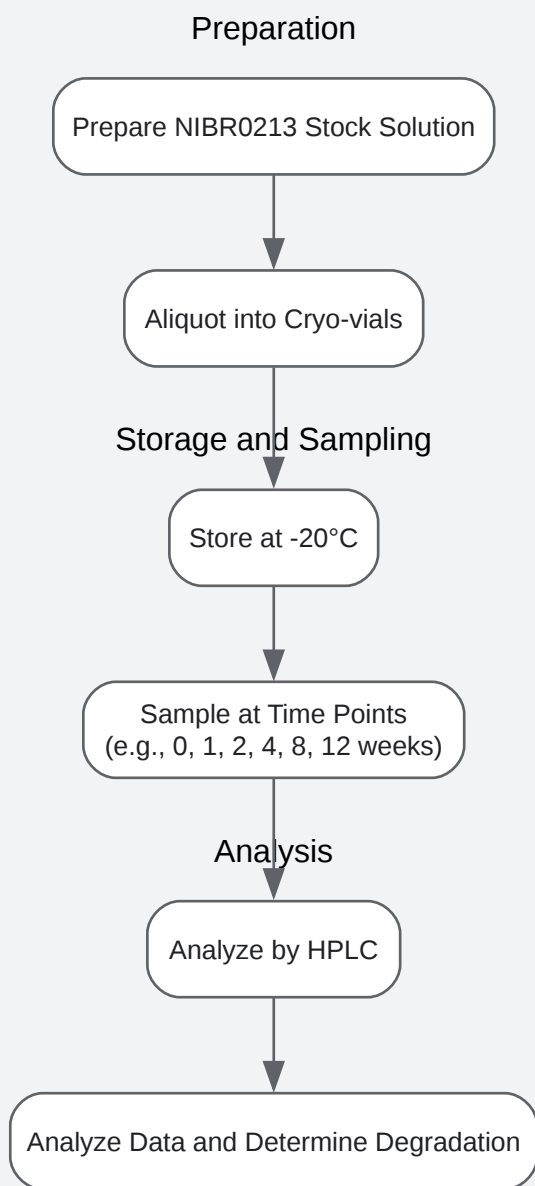 Preparation
Prepare NIBR0213 Stock Solution
Aliquot into Cryo-vials
Storage and Sampling
Store at -20°C
Sample at Time Points
(e.g., 0, 1, 2, 4, 8, 12 weeks)
Analysis
Analyze by HPLC
Analyze Data and Determine Degradation